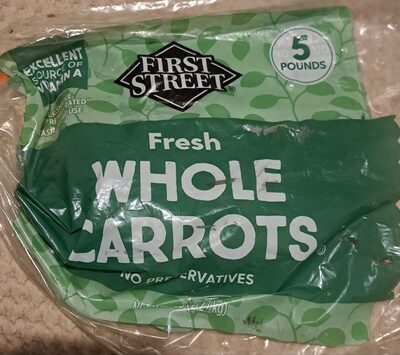 EXCELLENT
SOURCE OF
FIRST
STREET
5
POUNDS
Fresh
WHOLE
CARROTS
NO PRESERVATIVES